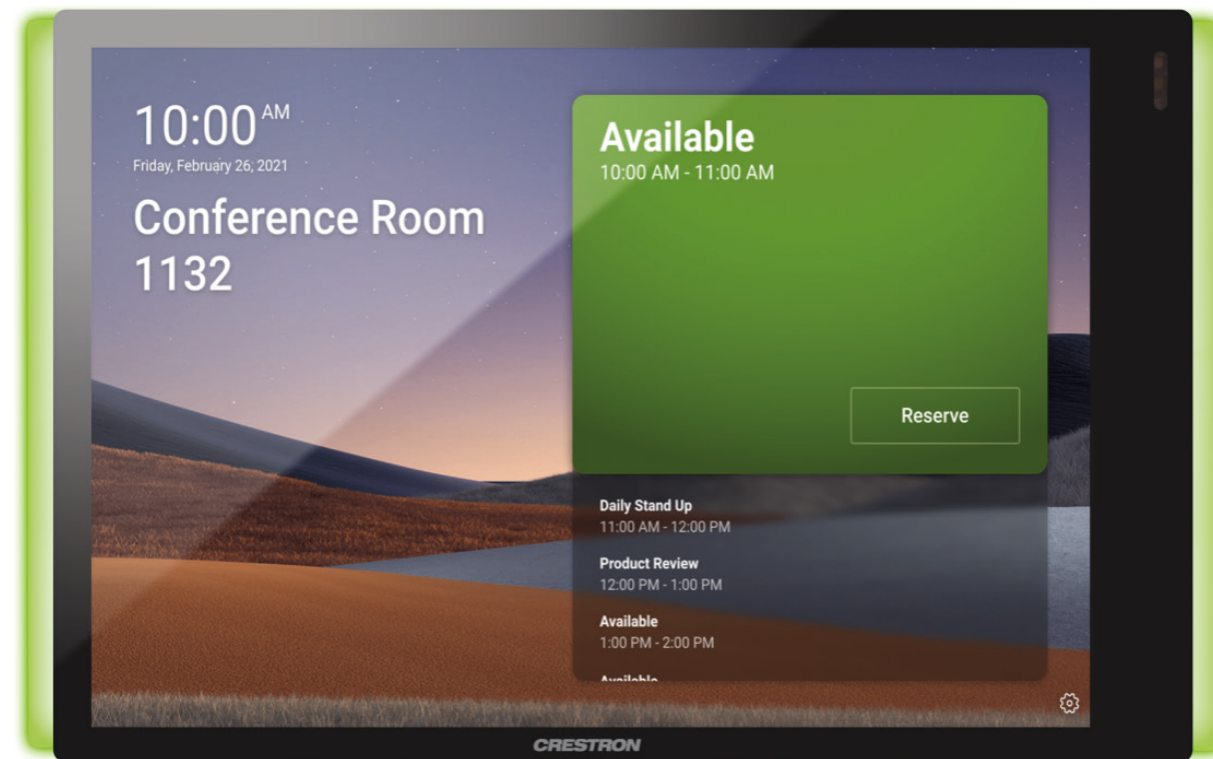 10:00 AM
Friday, February 26, 2021
Conference Room
1132
Available
10:00 AM - 11:00 AM
Reserve
Daily Stand Up
11:00 AM - 12:00 PM
Product Review
12:00 PM - 1:00 PM
Available
1:00 PM - 2:00 PM
Available
CRESTRON